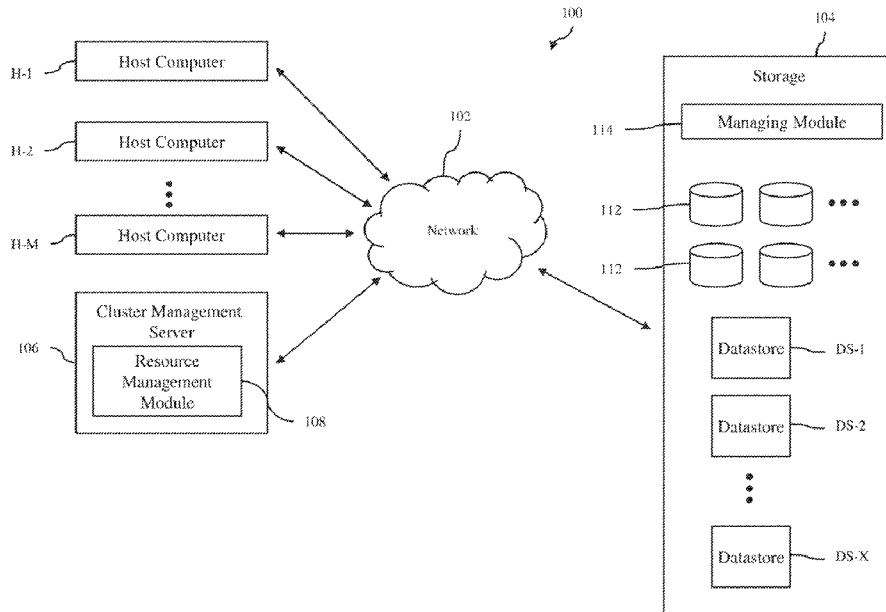 100
H-1
Host Computer
H-2
Host Computer
H-M
Host Computer
102
Network
Cluster Management
Server
106
Resource
Management
Module
108
104
Storage
114
Managing Module
112
112
Datastore
DS-1
Datastore
DS-2
Datastore
DS-X